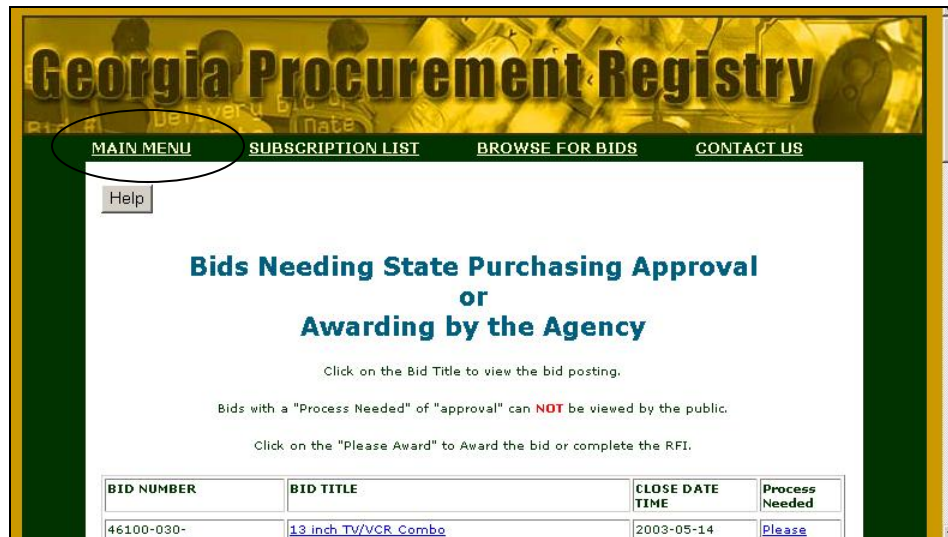 Georgia Procurement Registry
MAIN MENU SUBSCRIPTION LIST BROWSE FOR BIDS CONTACT US
Help
Bids Needing State Purchasing Approval
or
Awarding by the Agency
Click on the Bid Title to view the bid posting.
Bids with a "Process Needed" of "approval" can NOT be viewed by the public.
Click on the "Please Award" to Award the bid or complete the RFI.
BID NUMBER BID TITLE CLOSE DATE TIME Process Needed
46100-030- 13 inch TV/VCR Combo 2003-05-14 Please